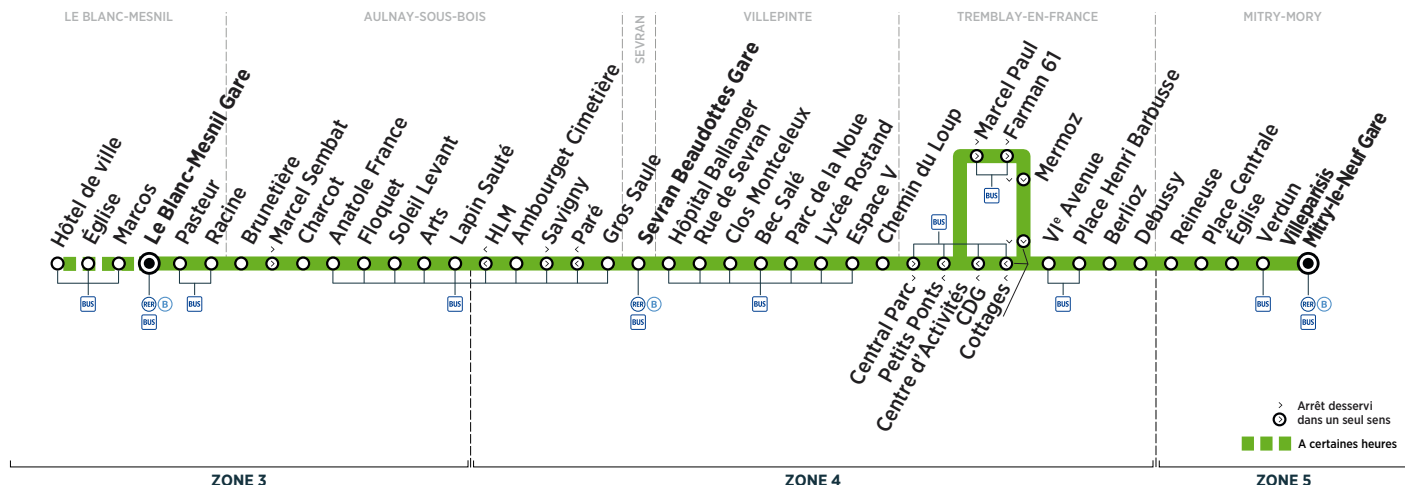 LE BLANC-MESNIL
AULNAY-SOUS-BOIS
SEVRAN
VILLEPINTE
TREMBLAY-EN-FRANCE
MITRY-MORY
Hôtel de ville
Église
Marcos
Le Blanc-Mesnil Gare
Pasteur
Racine
Brunetière
Marcel Sembat
Charcot
Anatole France
Floquet
Soleil Levant
Arts
Lapin Sauté
HLM
Ambourget Cimetière
Savigny
Paré
Gros Saule
Sevran Beaudottes Gare
Hôpital Ballanger
Rue de Sevran
Clos Montceleux
Bec Salé
Parc de la Noue
Lycée Rostand
Espace V
Chemin du Loup
Central Parc
Petits Ponts
Centre d'Activités
CDG
Cottages
Marcel Paul
Farman 61
Mermoz
VIe Avenue
Place Henri Barbusse
Berlioz
Debussy
Reineuse
Place Centrale
Église
Verdun
Villeparisis
Mitry-le-Neuf Gare
BUS
RER B
BUS
BUS
BUS
RER B
BUS
BUS
BUS
BUS
BUS
BUS
RER B
BUS
Arrêt desservi
dans un seul sens
A certaines heures
ZONE 3
ZONE 4
ZONE 5